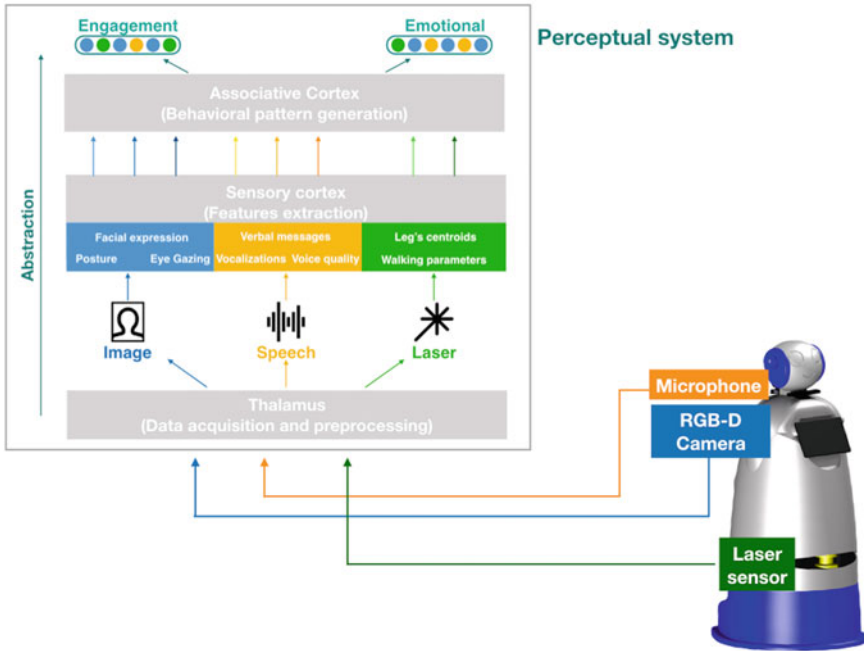 Engagement
Emotional
Perceptual system
Associative Cortex
(Behavioral pattern generation)
Abstraction
Sensory cortex
(Features extraction)
Facial expression
Posture Eye Gazing
Verbal messages
Vocalizations Voice quality
Leg's centroids
Walking parameters
Image
Speech
Laser
Thalamus
(Data acquisition and preprocessing)
Microphone
RGB-D
Camera
Laser
sensor